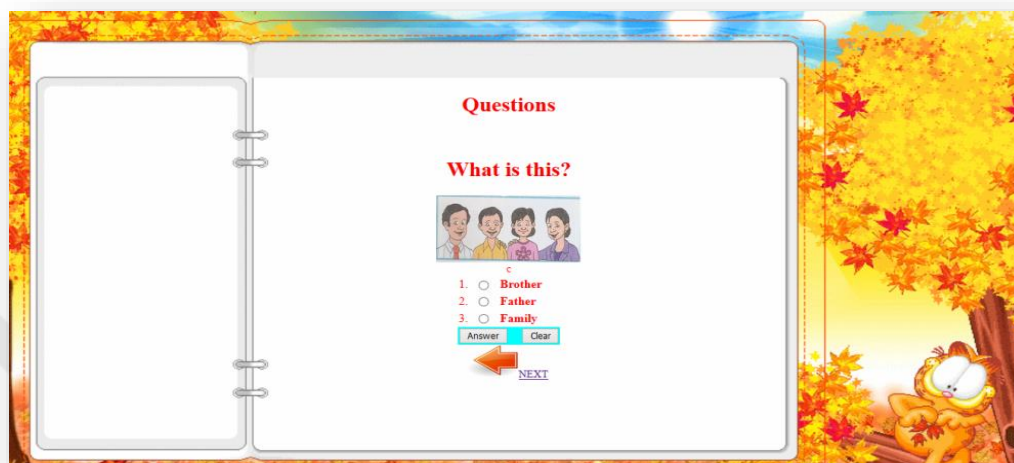 Questions
What is this?
c
1. Brother
2. Father
3. Family
Answer Clear
NEXT